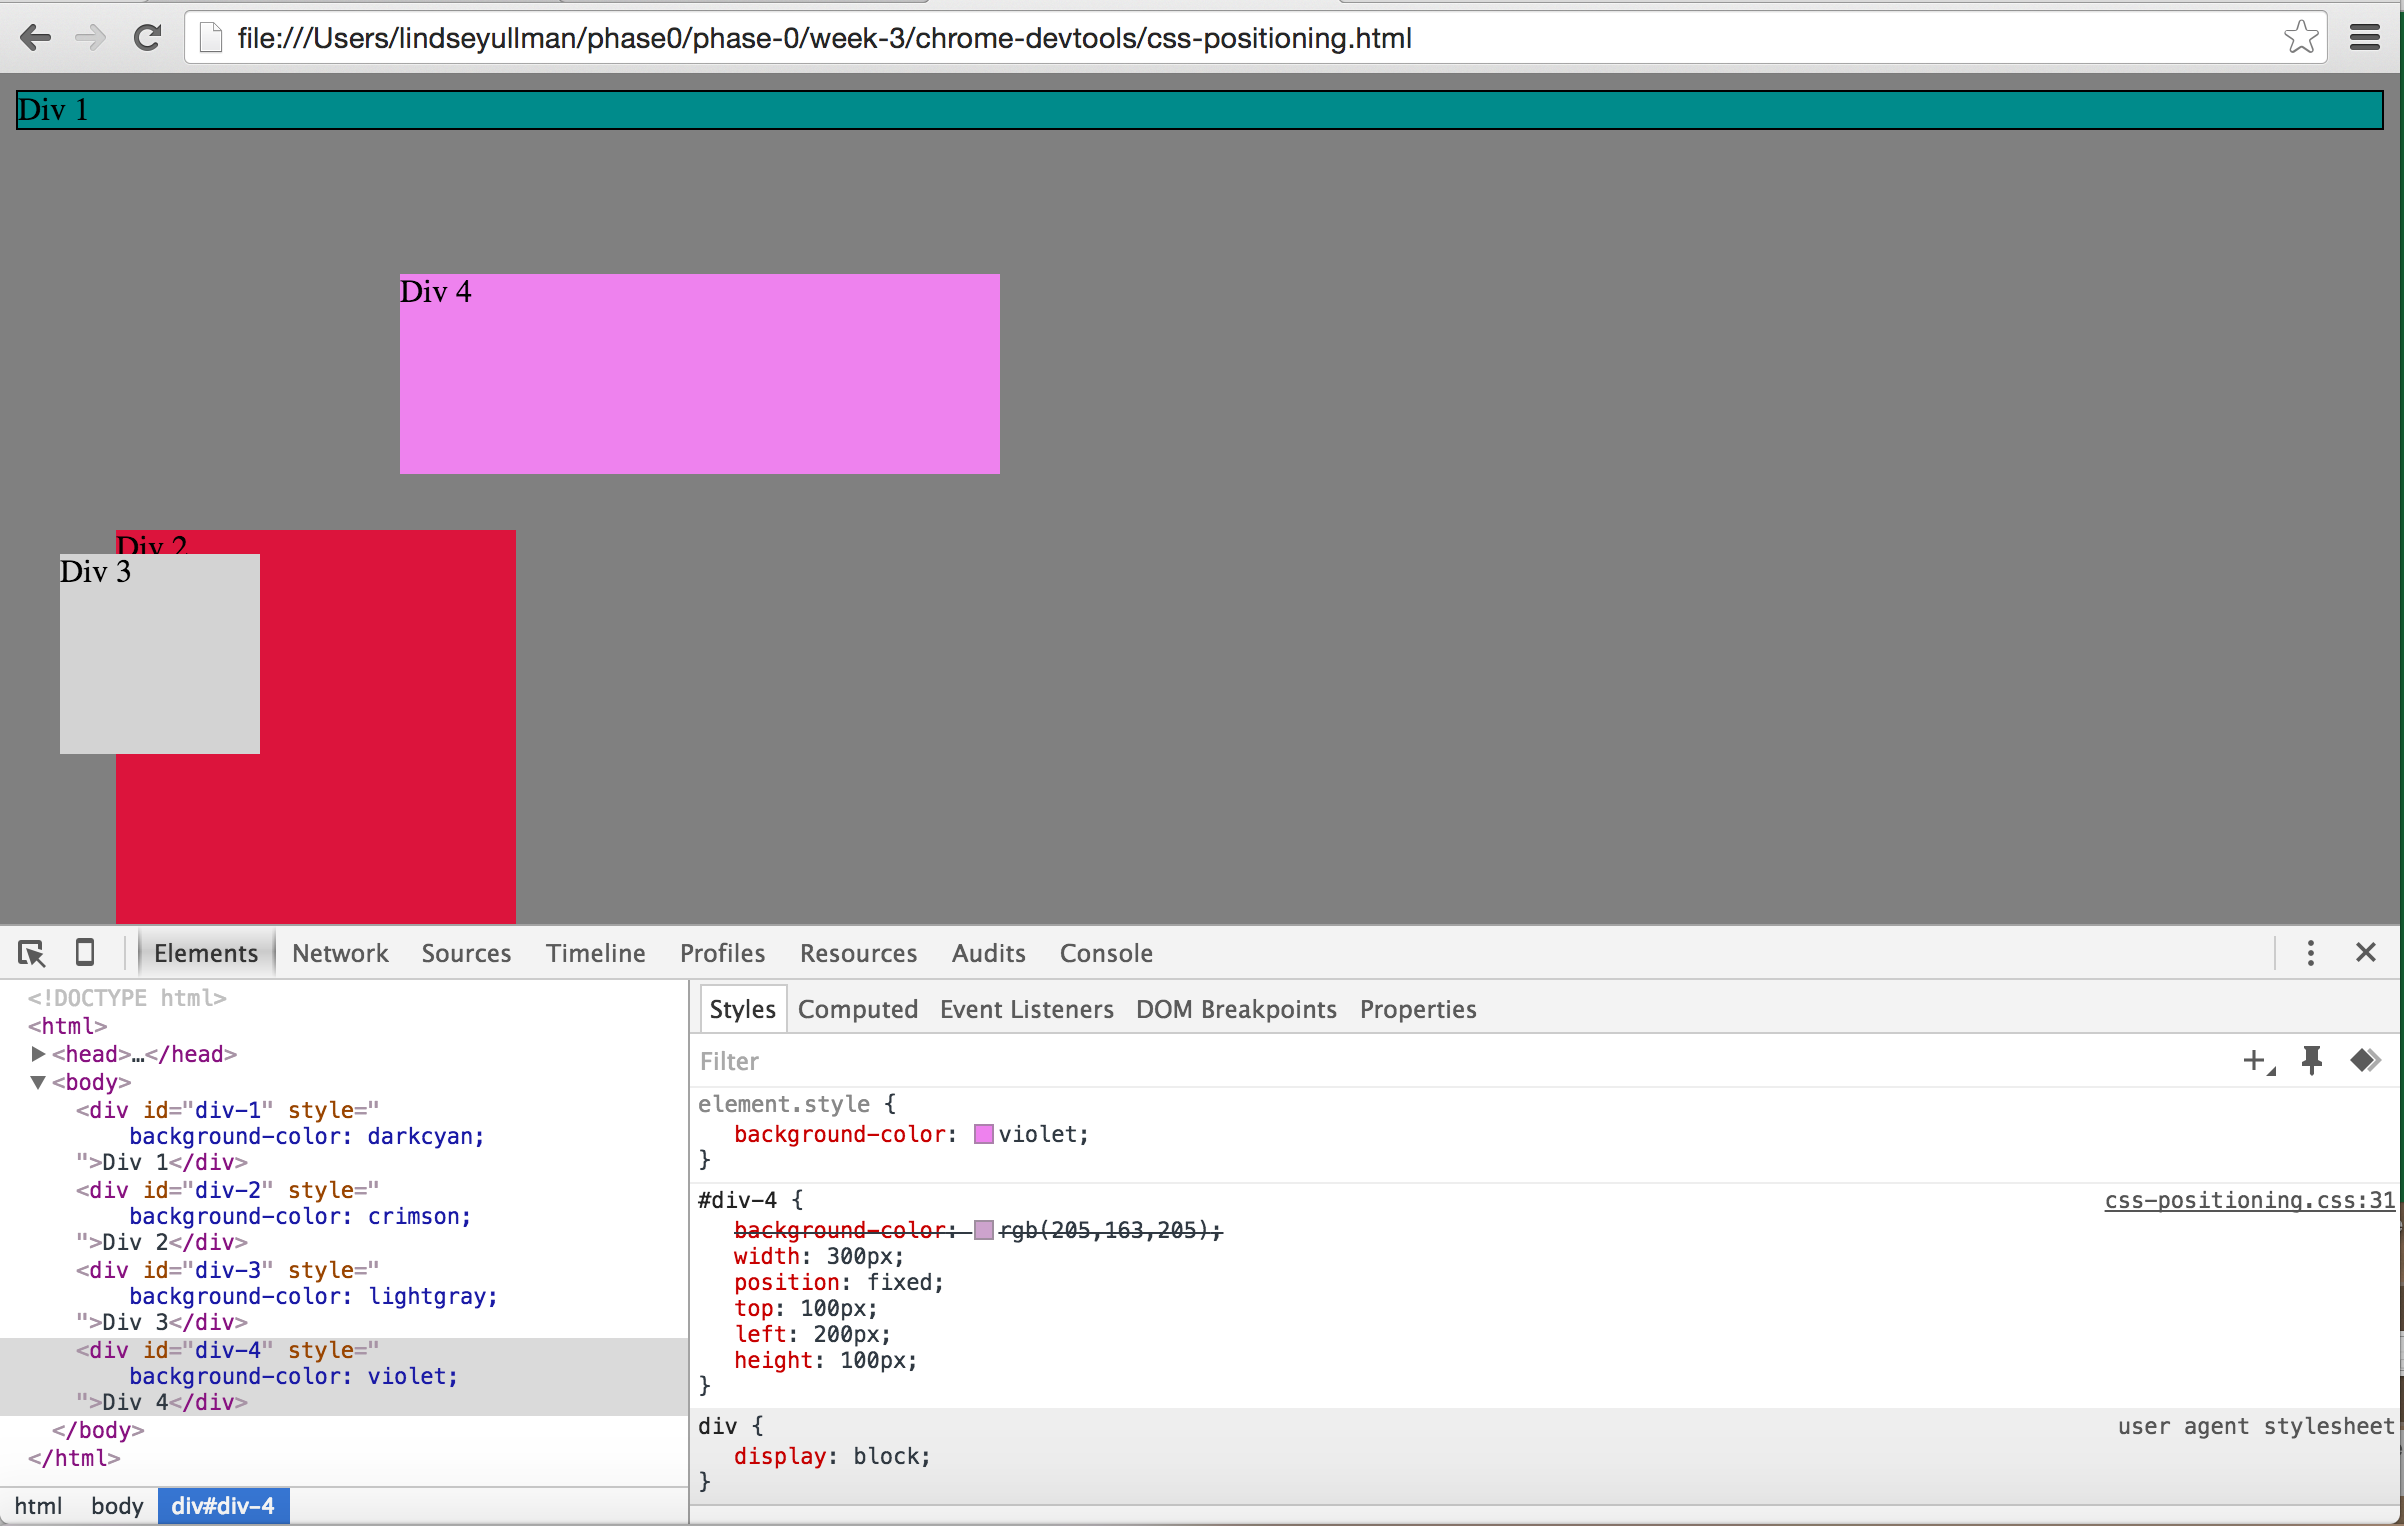 file:///Users/lindseyullman/phase0/phase-0/week-3/chrome-devtools/css-positioning.html
Div 1
Div 4
Div 2
Div 3
Elements Network Sources Timeline Profiles Resources Audits Console
<!DOCTYPE html>
<html>
<head>…</head>
<body>
<div id="div-1" style="
background-color: darkcyan;
">Div 1</div>
<div id="div-2" style="
background-color: crimson;
">Div 2</div>
<div id="div-3" style="
background-color: lightgray;
">Div 3</div>
<div id="div-4" style="
background-color: violet;
">Div 4</div>
</body>
</html>
html body div#div-4
Styles Computed Event Listeners DOM Breakpoints Properties
Filter
element.style {
background-color: violet;
}
#div-4 { css-positioning.css:31
background-color: rgb(205,163,205);
width: 300px;
position: fixed;
top: 100px;
left: 200px;
height: 100px;
}
div { user agent stylesheet
display: block;
}